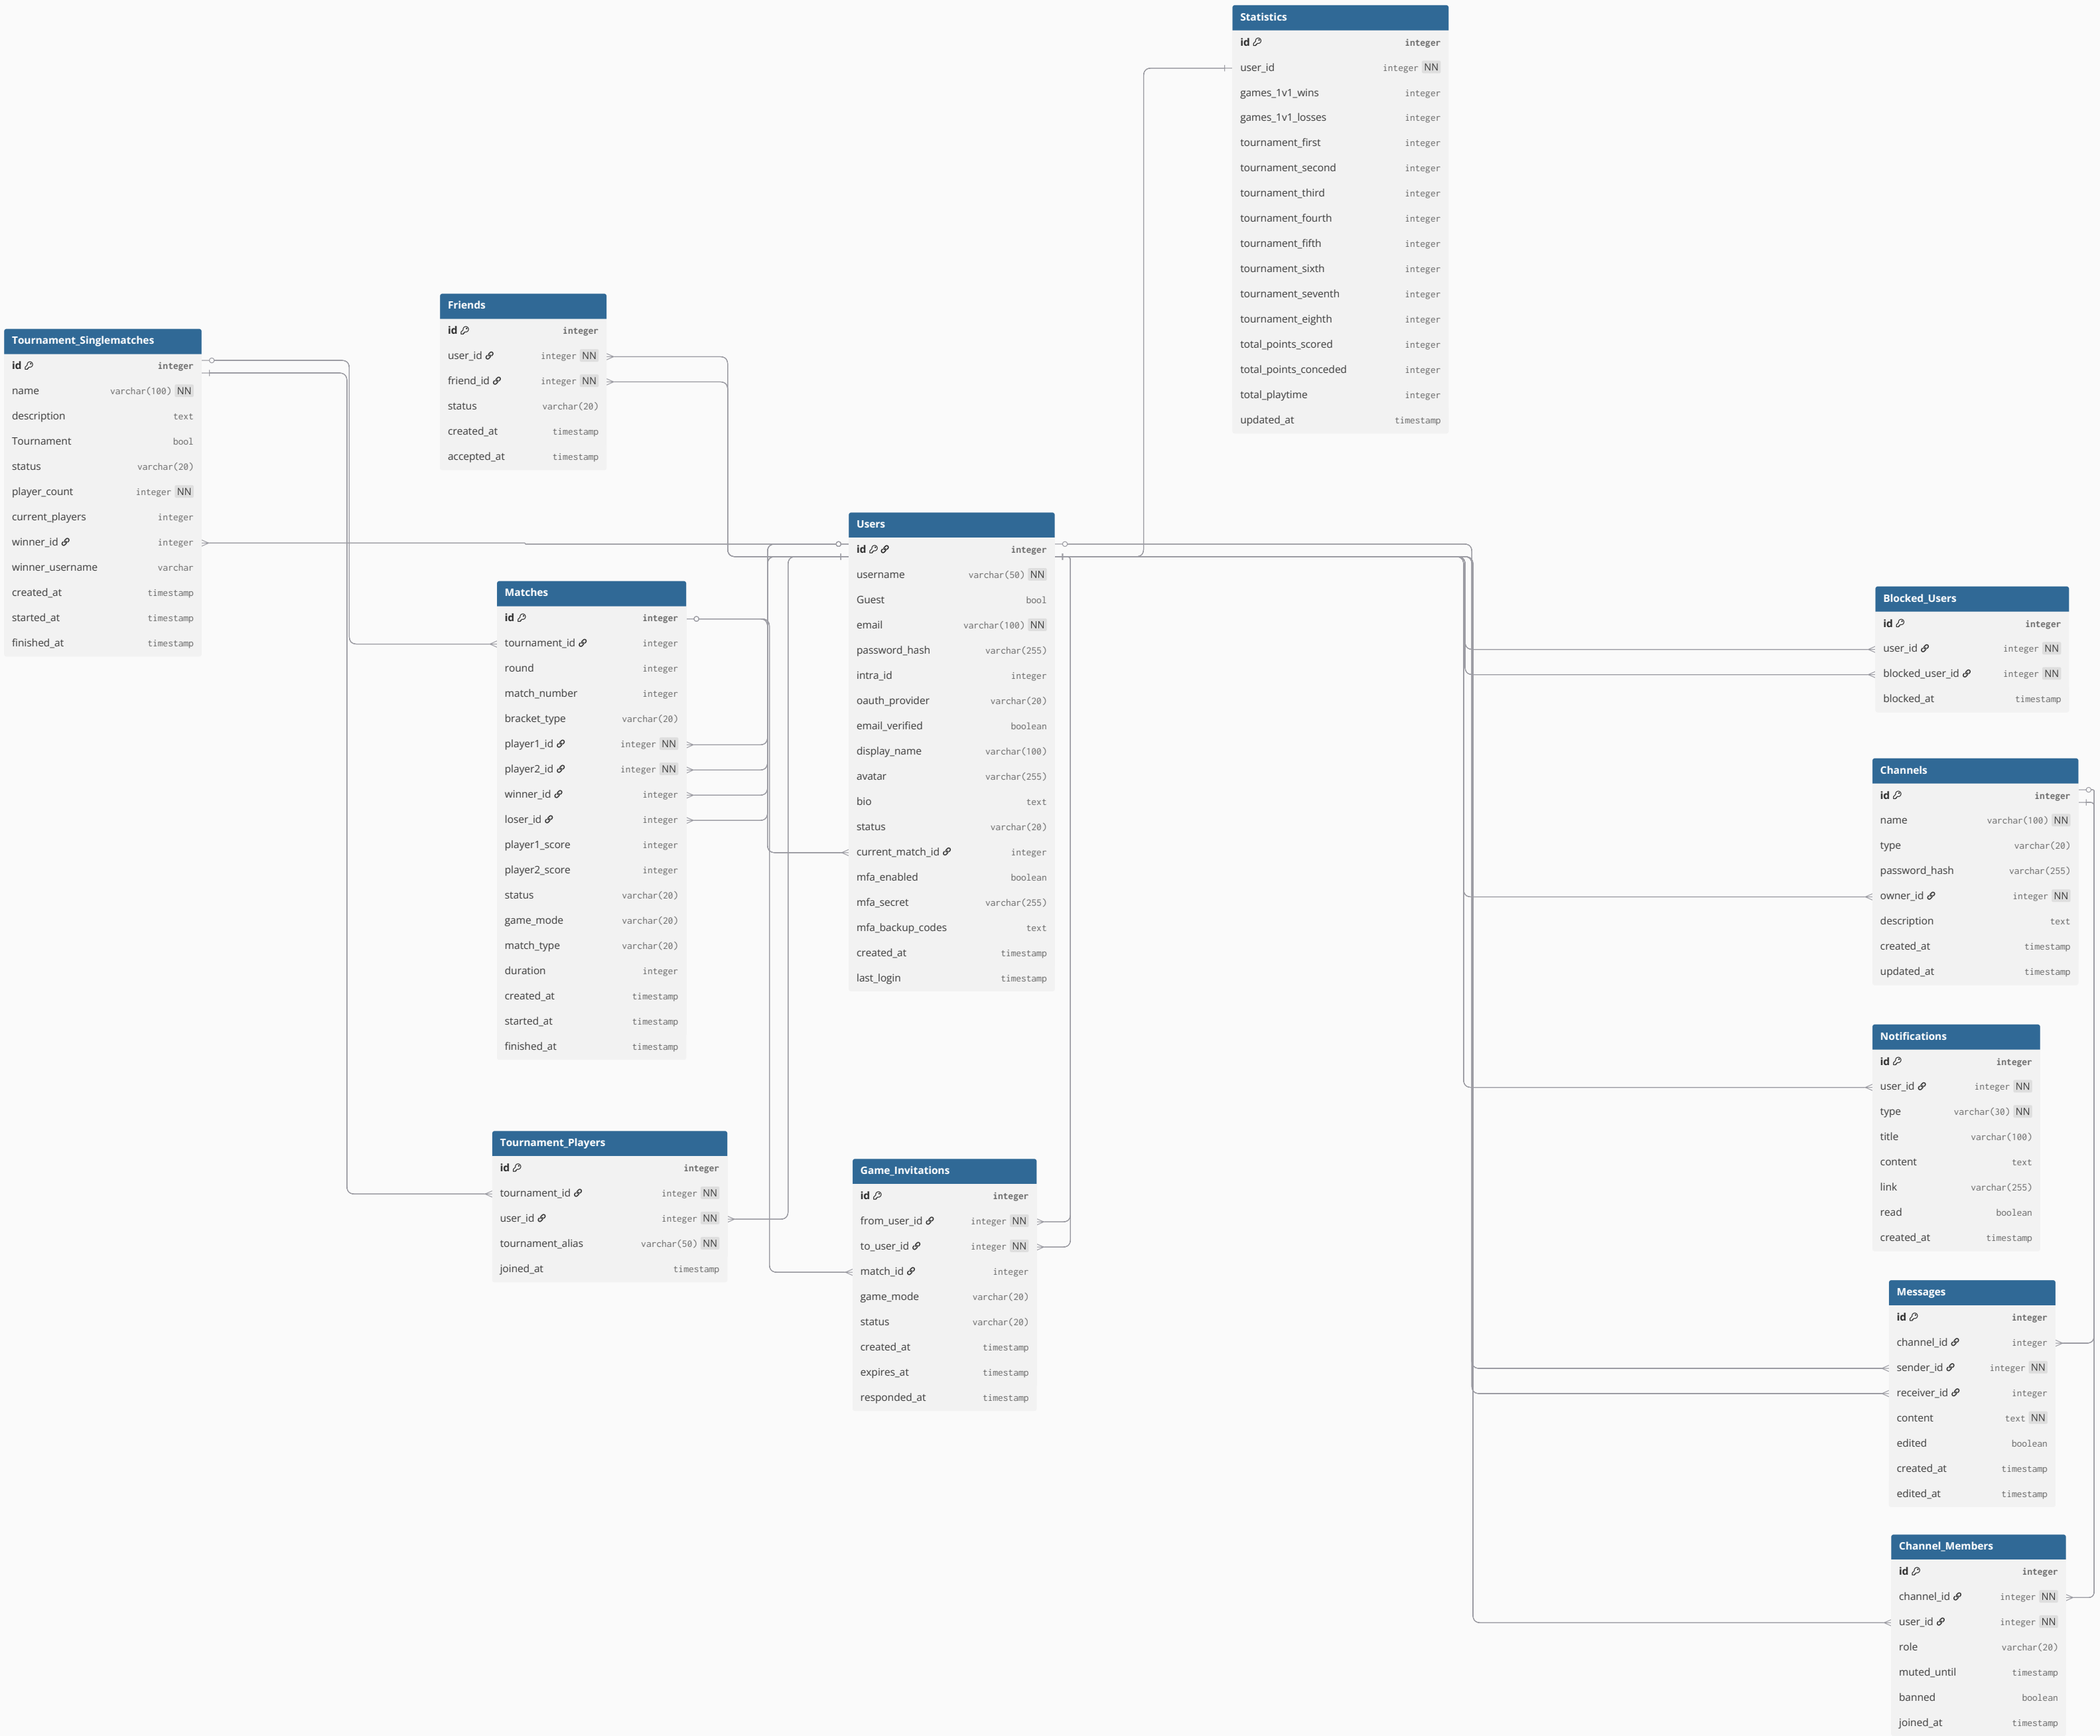 Statistics
id integer
user_id integer NN
games_1v1_wins integer
games_1v1_losses integer
tournament_first integer
tournament_second integer
tournament_third integer
tournament_fourth integer
tournament_fifth integer
tournament_sixth integer
tournament_seventh integer
tournament_eighth integer
total_points_scored integer
total_points_conceded integer
total_playtime integer
updated_at timestamp
Friends
id integer
user_id integer NN
friend_id integer NN
status varchar(20)
created_at timestamp
accepted_at timestamp
Tournament_Singlematches
id integer
name varchar(100) NN
description text
Tournament bool
status varchar(20)
player_count integer NN
current_players integer
winner_id integer
winner_username varchar
created_at timestamp
started_at timestamp
finished_at timestamp
Users
id integer
username varchar(50) NN
Guest bool
email varchar(100) NN
password_hash varchar(255)
intra_id integer
oauth_provider varchar(20)
email_verified boolean
display_name varchar(100)
avatar varchar(255)
bio text
status varchar(20)
current_match_id integer
mfa_enabled boolean
mfa_secret varchar(255)
mfa_backup_codes text
created_at timestamp
last_login timestamp
Matches
id integer
tournament_id integer
round integer
match_number integer
bracket_type varchar(20)
player1_id integer NN
player2_id integer NN
winner_id integer
loser_id integer
player1_score integer
player2_score integer
status varchar(20)
game_mode varchar(20)
match_type varchar(20)
duration integer
created_at timestamp
started_at timestamp
finished_at timestamp
Blocked_Users
id integer
user_id integer NN
blocked_user_id integer NN
blocked_at timestamp
Channels
id integer
name varchar(100) NN
type varchar(20)
password_hash varchar(255)
owner_id integer NN
description text
created_at timestamp
updated_at timestamp
Notifications
id integer
user_id integer NN
type varchar(30) NN
title varchar(100)
content text
link varchar(255)
read boolean
created_at timestamp
Tournament_Players
id integer
tournament_id integer NN
user_id integer NN
tournament_alias varchar(50) NN
joined_at timestamp
Game_Invitations
id integer
from_user_id integer NN
to_user_id integer NN
match_id integer
game_mode varchar(20)
status varchar(20)
created_at timestamp
expires_at timestamp
responded_at timestamp
Messages
id integer
channel_id integer
sender_id integer NN
receiver_id integer
content text NN
edited boolean
created_at timestamp
edited_at timestamp
Channel_Members
id integer
channel_id integer NN
user_id integer NN
role varchar(20)
muted_until timestamp
banned boolean
joined_at timestamp